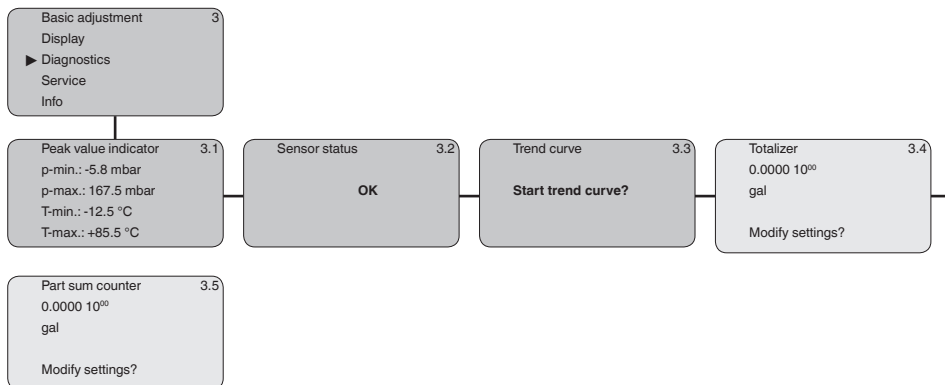 Basic adjustment 3
Display
▶ Diagnostics
Service
Info
Peak value indicator 3.1
p-min.: -5.8 mbar
p-max.: 167.5 mbar
T-min.: -12.5 °C
T-max.: +85.5 °C
Sensor status 3.2
OK
Trend curve 3.3
Start trend curve?
Totalizer 3.4
0.0000 10⁰⁰
gal
Modify settings?
Part sum counter 3.5
0.0000 10⁰⁰
gal
Modify settings?